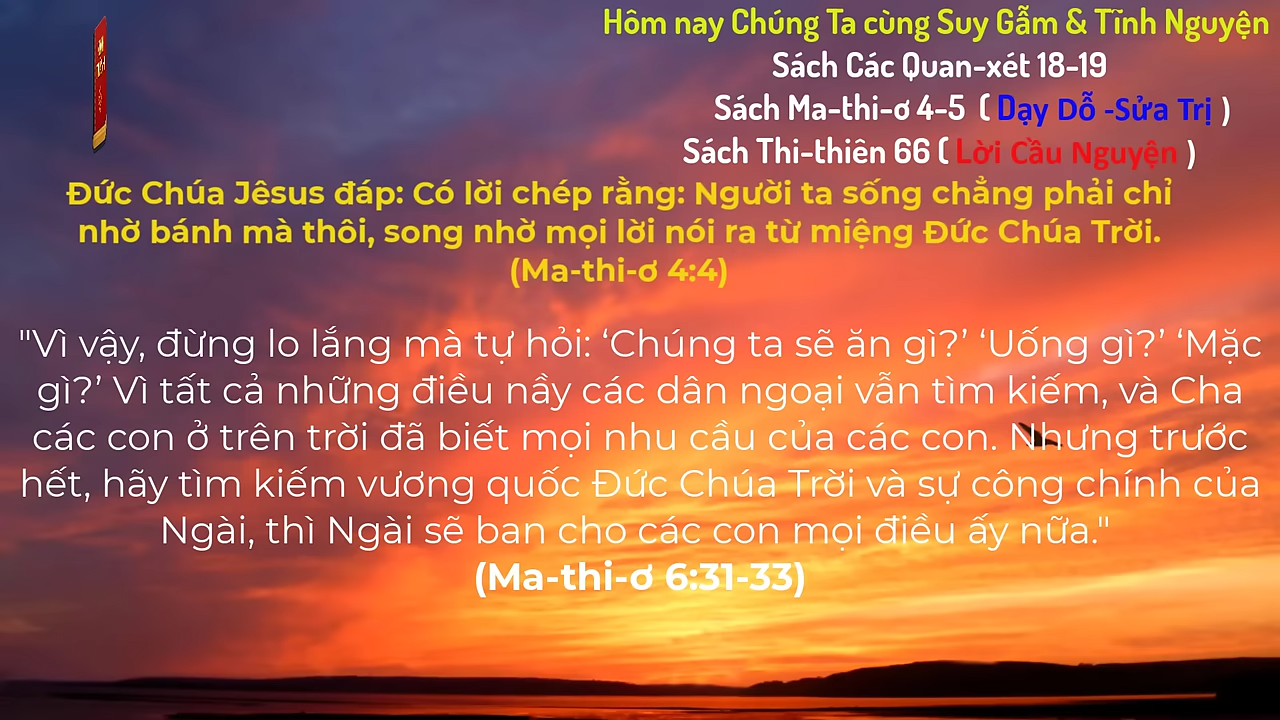 Hôm nay Chúng Ta cùng Suy Gẫm & Tĩnh Nguyện
Sách Các Quan-xét 18-19
Sách Ma-thi-ơ 4-5 ( Dạy Dỗ -Sửa Trị )
Sách Thi-thiên 66 ( Lời Cầu Nguyện )
Đức Chúa Jêsus đáp: Có lời chép rằng: Người ta sống chẳng phải chỉ
nhờ bánh mà thôi, song nhờ mọi lời nói ra từ miệng Đức Chúa Trời.
(Ma-thi-ơ 4:4)
"Vì vậy, đừng lo lắng mà tự hỏi: ‘Chúng ta sẽ ăn gì?’ ‘Uống gì?’ ‘Mặc
gì?’ Vì tất cả những điều nầy các dân ngoại vẫn tìm kiếm, và Cha
các con ở trên trời đã biết mọi nhu cầu của các con. Nhưng trước
hết, hãy tìm kiếm vương quốc Đức Chúa Trời và sự công chính của
Ngài, thì Ngài sẽ ban cho các con mọi điều ấy nữa."
(Ma-thi-ơ 6:31-33)